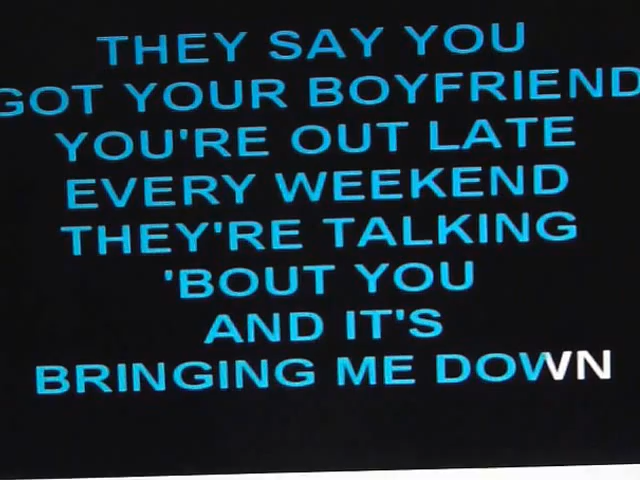 THEY SAY YOU
GOT YOUR BOYFRIEND
YOU'RE OUT LATE
EVERY WEEKEND
THEY'RE TALKING
'BOUT YOU
AND IT'S
BRINGING ME DOWN